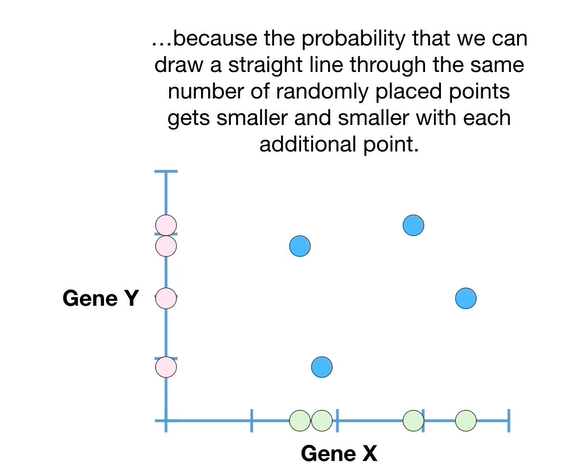 ...because the probability that we can
draw a straight line through the same
number of randomly placed points
gets smaller and smaller with each
additional point.
Gene Y
Gene X